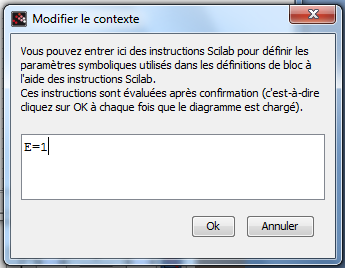 Modifier le contexte
Vous pouvez entrer ici des instructions Scilab pour définir les
paramètres symboliques utilisés dans les définitions de bloc à
l'aide des instructions Scilab.
Ces instructions sont évaluées après confirmation (c'est-à-dire
cliquez sur OK à chaque fois que le diagramme est chargé).
E=1
Ok Annuler